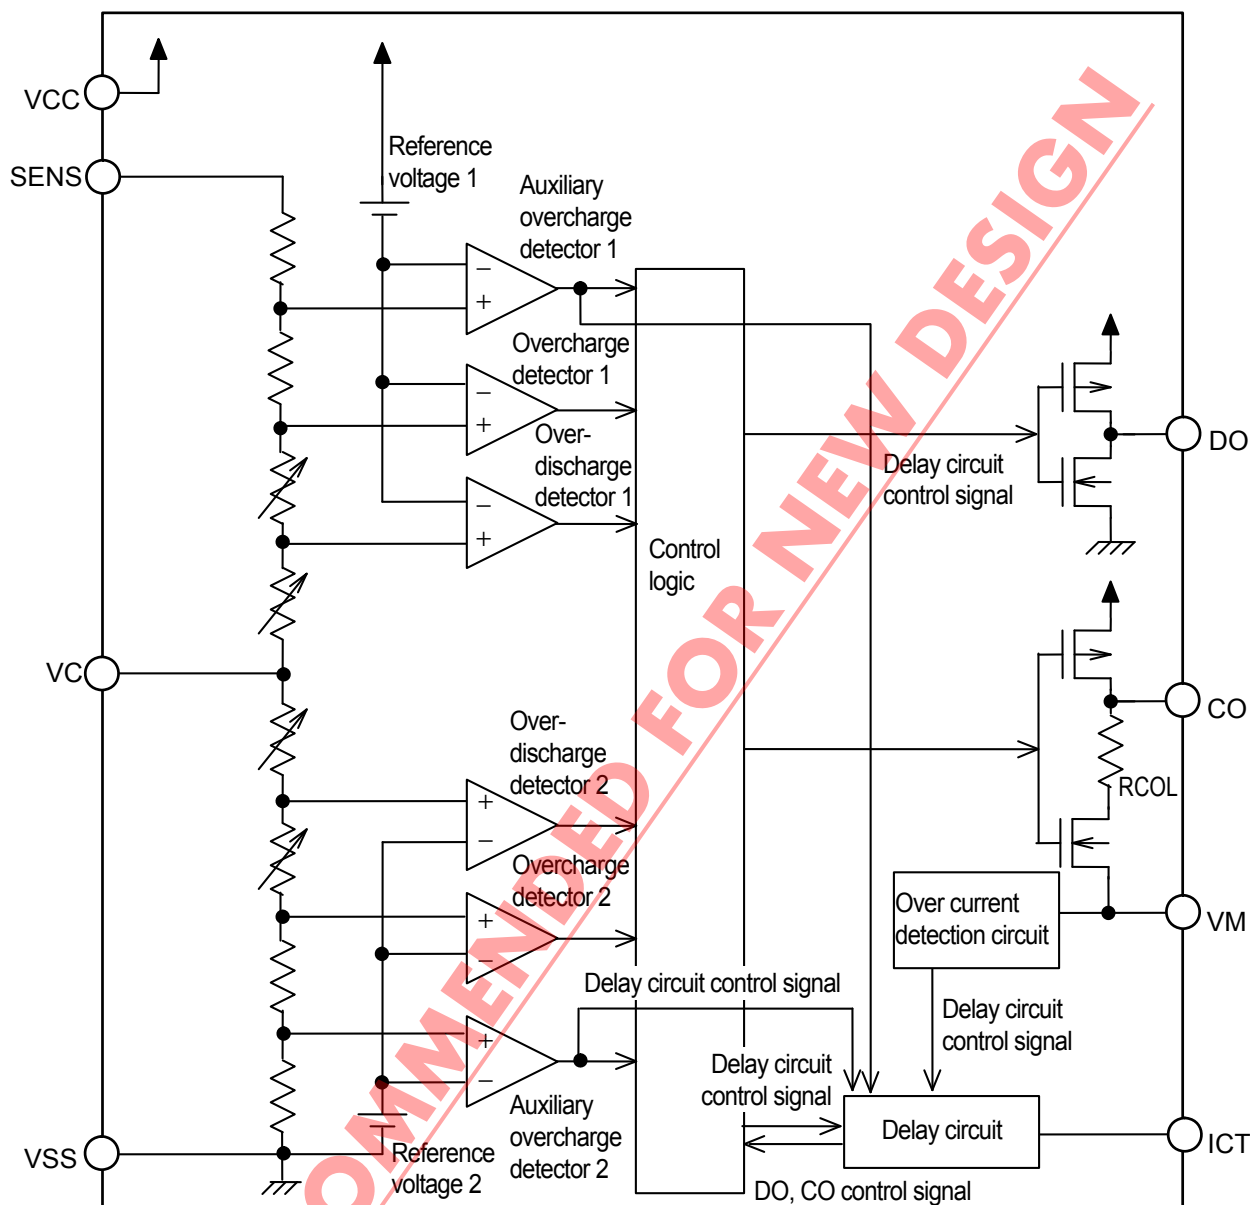 VCC
SENS
Reference
voltage 1
Auxiliary
overcharge
detector 1
−
+
Overcharge
detector 1
−
+
Over-
discharge
detector 1
−
+
Control
logic
Delay circuit
control signal
DO
VC
CO
RCOL
Over-
discharge
detector 2
+
−
Overcharge
detector 2
+
−
Over current
detection circuit
VM
Delay circuit control signal
Delay circuit
control signal
+
−
Auxiliary
overcharge
detector 2
Delay circuit
control signal
Delay circuit
ICT
VSS
Reference
voltage 2
DO, CO control signal
OMMENDED FOR NEW DESIGN